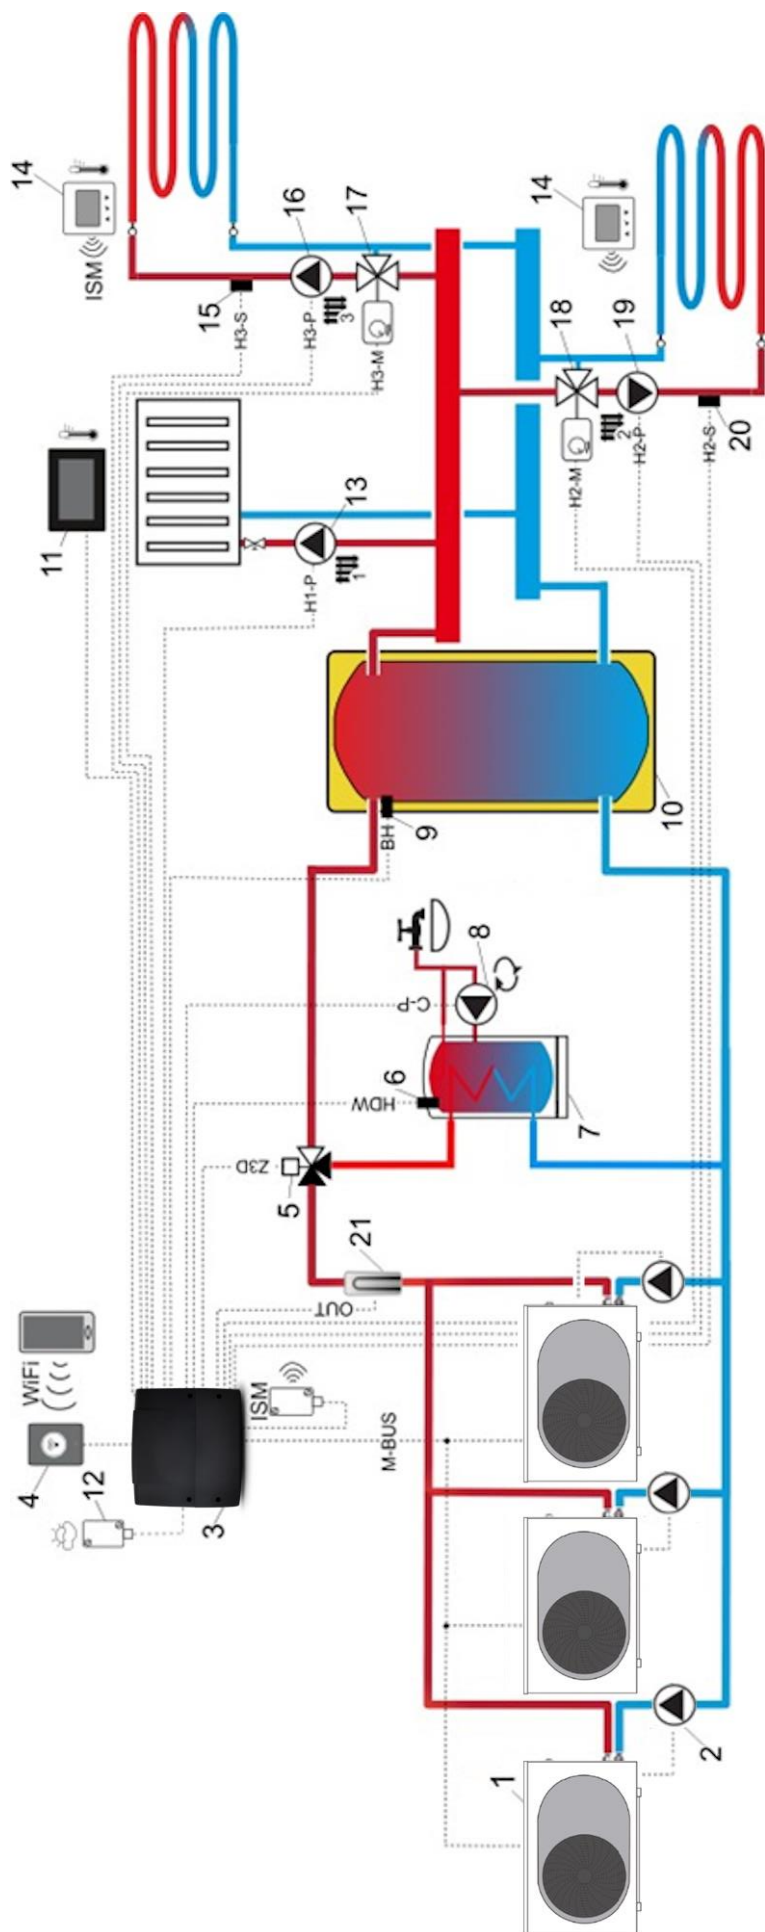 WiFi
14
4
11
12
ISM
15
3
H3-S
ISM
Z3D
5
16
H1-P
H3-P
OUT
13
17
3
1
21
HDW
H3-M
M-BUS
BH
6
C-P
9
8
1
14
18
H2-M
7
19
2
H2-P
10
H2-S
2
20